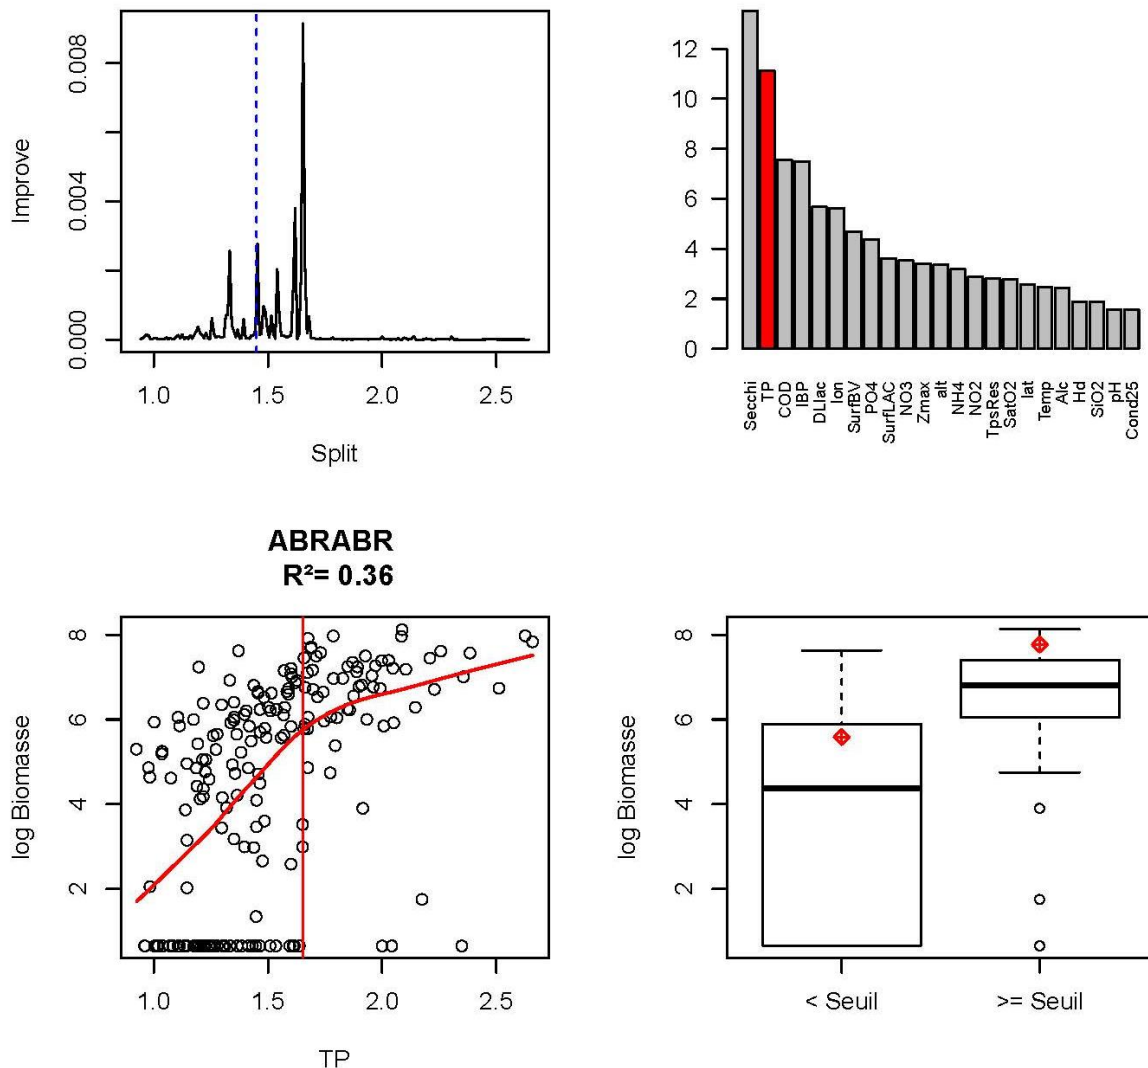 0.008
0.004
0.000
Improve
1.0 1.5 2.0 2.5
Split
12
10
8
6
4
2
0
Secchi
TP
COD
IBP
DLlac
lon
SurfBV
PO4
SurfLAC
NO3
Zmax
alt
NH4
NO2
TpsRes
SatO2
lat
Temp
Alc
Hd
SiO2
pH
Cond25
ABRABR
R²= 0.36
8
6
4
2
log Biomasse
1.0 1.5 2.0 2.5
TP
8
6
4
2
log Biomasse
< Seuil >= Seuil